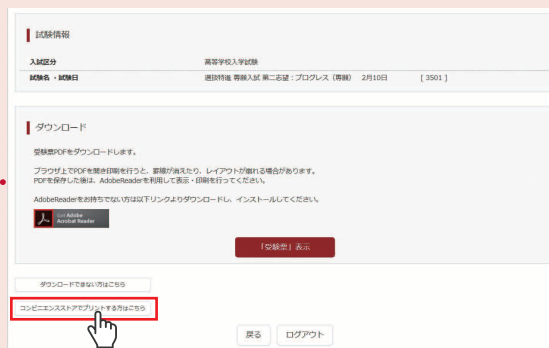 試験情報
入試区分 高等学校入学試験
試験名・試験日 選抜特進 専願入試 第二志望：プログレス（専願） 2月10日 [ 3501 ]
ダウンロード
受験票PDFをダウンロードします。
ブラウザ上でPDFを開き印刷を行うと、罫線が消えたり、レイアウトが崩れる場合があります。
PDFを保存した後は、AdobeReaderを利用して表示・印刷を行ってください。
AdobeReaderをお持ちでない方は以下リンクよりダウンロードし、インストールしてください。
Get Adobe
Acrobat Reader
「受験票」表示
ダウンロードできない方はこちら
コンビニエンスストアでプリントする方はこちら
戻る ログアウト